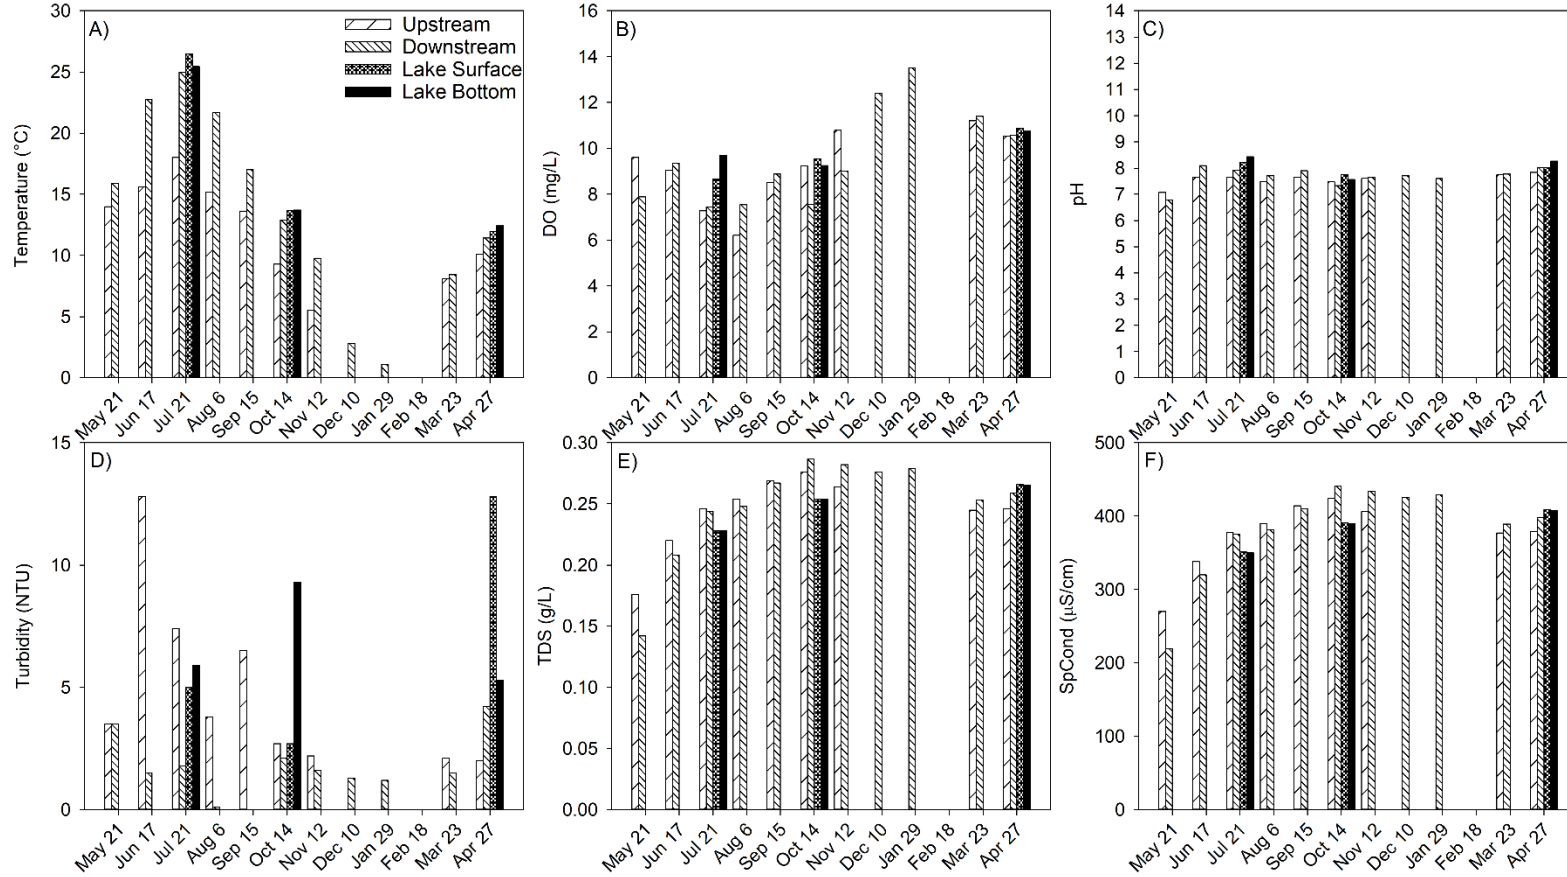 A)
Upstream
Downstream
Lake Surface
Lake Bottom
Temperature (°C)
30
25
20
15
10
5
0
May 21
Jun 17
Jul 21
Aug 6
Sep 15
Oct 14
Nov 12
Dec 10
Jan 29
Feb 18
Mar 23
Apr 27
B)
DO (mg/L)
16
14
12
10
8
6
4
2
0
May 21
Jun 17
Jul 21
Aug 6
Sep 15
Oct 14
Nov 12
Dec 10
Jan 29
Feb 18
Mar 23
Apr 27
C)
pH
14
13
12
11
10
9
8
7
6
5
4
3
2
1
0
May 21
Jun 17
Jul 21
Aug 6
Sep 15
Oct 14
Nov 12
Dec 10
Jan 29
Feb 18
Mar 23
Apr 27
D)
Turbidity (NTU)
15
10
5
0
May 21
Jun 17
Jul 21
Aug 6
Sep 15
Oct 14
Nov 12
Dec 10
Jan 29
Feb 18
Mar 23
Apr 27
E)
TDS (g/L)
0.30
0.25
0.20
0.15
0.10
0.05
0.00
May 21
Jun 17
Jul 21
Aug 6
Sep 15
Oct 14
Nov 12
Dec 10
Jan 29
Feb 18
Mar 23
Apr 27
F)
SpCond (µS/cm)
500
400
300
200
100
0
May 21
Jun 17
Jul 21
Aug 6
Sep 15
Oct 14
Nov 12
Dec 10
Jan 29
Feb 18
Mar 23
Apr 27